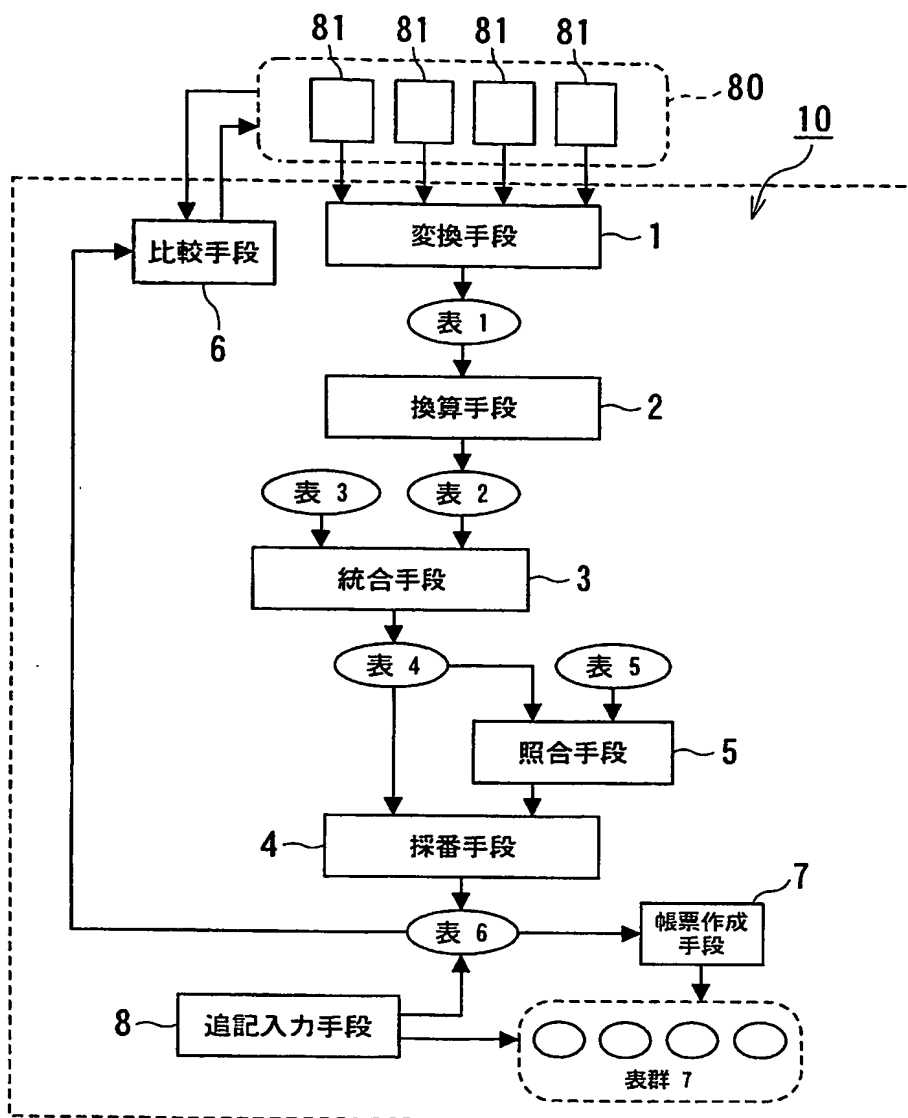 81 81 81 81
80
10
変換手段 1
比較手段
6
表 1
換算手段 2
表 3 表 2
統合手段 3
表 4 表 5
照合手段 5
4 採番手段
7
表 6
帳票作成
手段
8 追記入力手段
表群 7